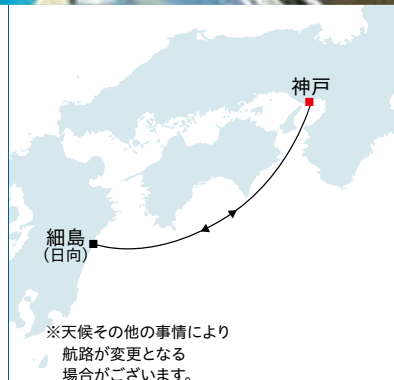 神戸
細島
(日向)
※天候その他の事情により
航路が変更となる
場合がございます。